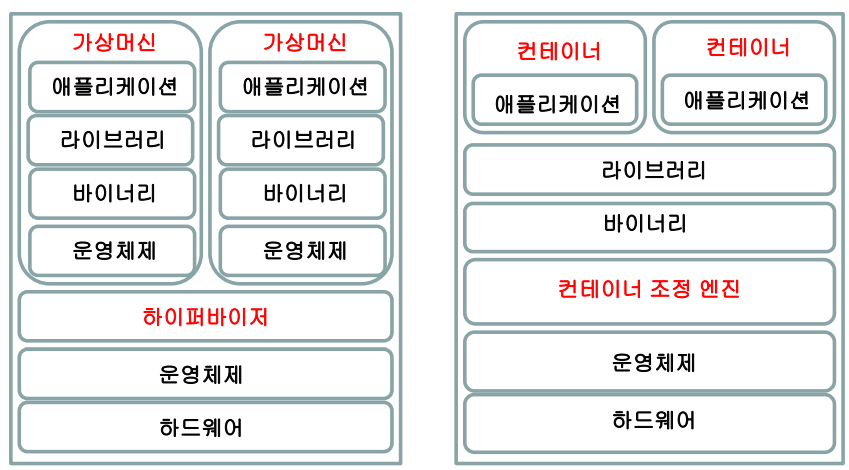 가상머신
애플리케이션
라이브러리
바이너리
운영체제
가상머신
애플리케이션
라이브러리
바이너리
운영체제
하이퍼바이저
운영체제
하드웨어
컨테이너
애플리케이션
컨테이너
애플리케이션
라이브러리
바이너리
컨테이너 조정 엔진
운영체제
하드웨어